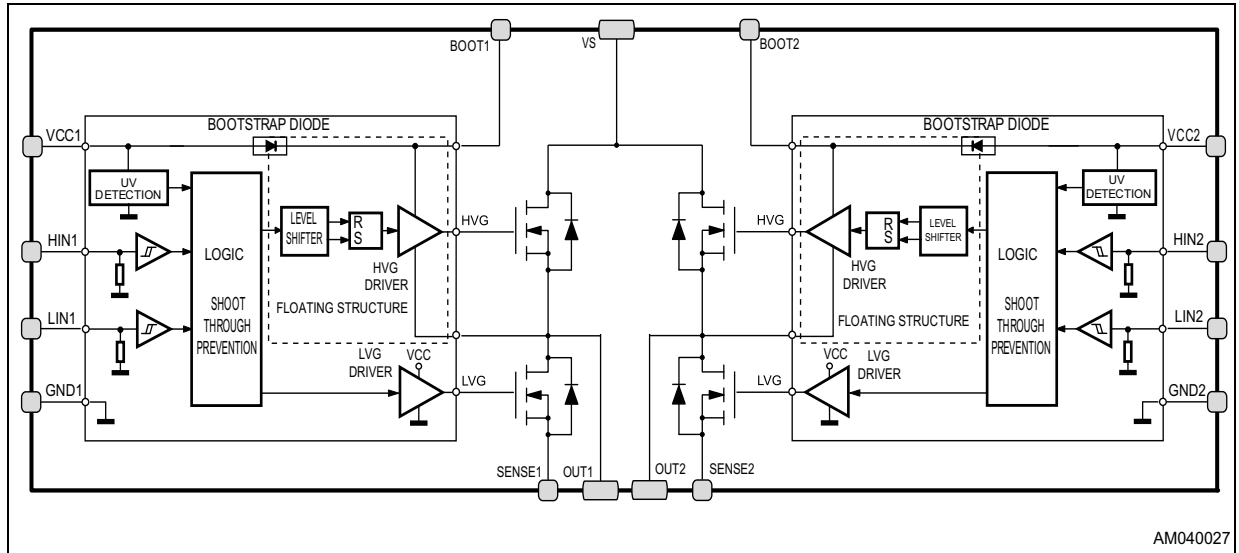 BOOT1
VS
BOOT2
VCC1
BOOTSTRAP DIODE
UV
DETECTION
HIN1
LEVEL
SHIFTER
R
S
HVG
LOGIC
HVG
DRIVER
SHOOT
THROUGH
PREVENTION
FLOATING STRUCTURE
LIN1
LVG
DRIVER
VCC
LVG
GND1
SENSE1
OUT1
OUT2
SENSE2
BOOTSTRAP DIODE
VCC2
UV
DETECTION
HVG
R
S
LEVEL
SHIFTER
HIN2
LOGIC
HVG
DRIVER
SHOOT
THROUGH
PREVENTION
FLOATING STRUCTURE
LIN2
VCC
LVG
DRIVER
LVG
GND2
AM040027